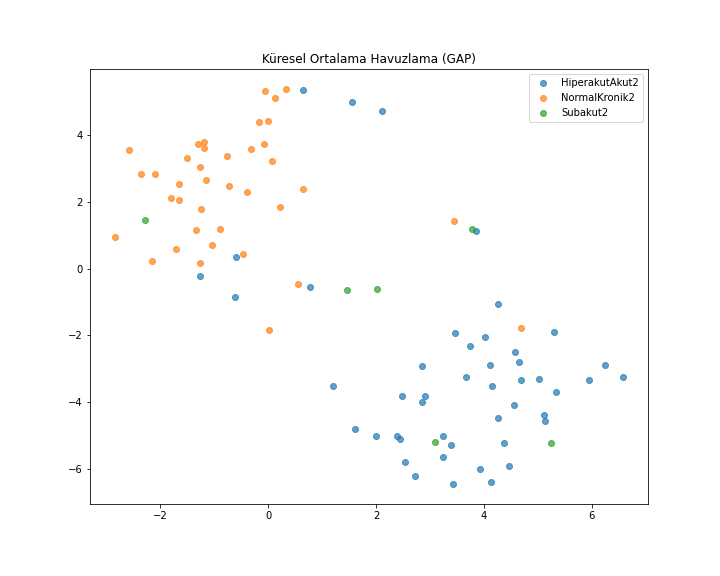 Küresel Ortalama Havuzlama (GAP)
HiperakutAkut2
NormalKronik2
Subakut2
4
2
0
−2
−4
−6
−2
0
2
4
6